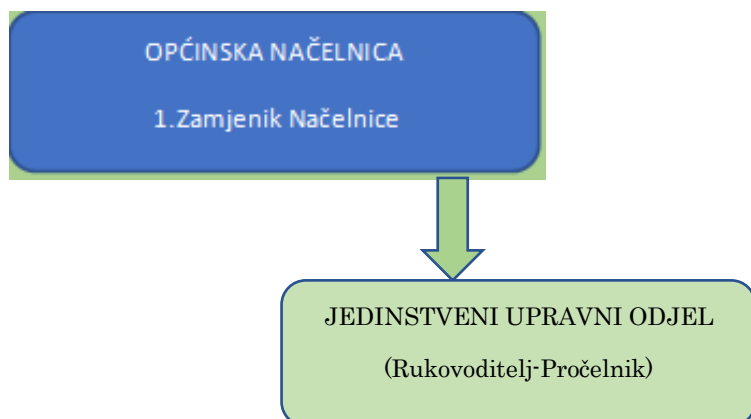 OPĆINSKA NAČELNICA
1.Zamjenik Načelnice
JEDINSTVENI UPRAVNI ODJEL
(Rukovoditelj-Pročelnik)